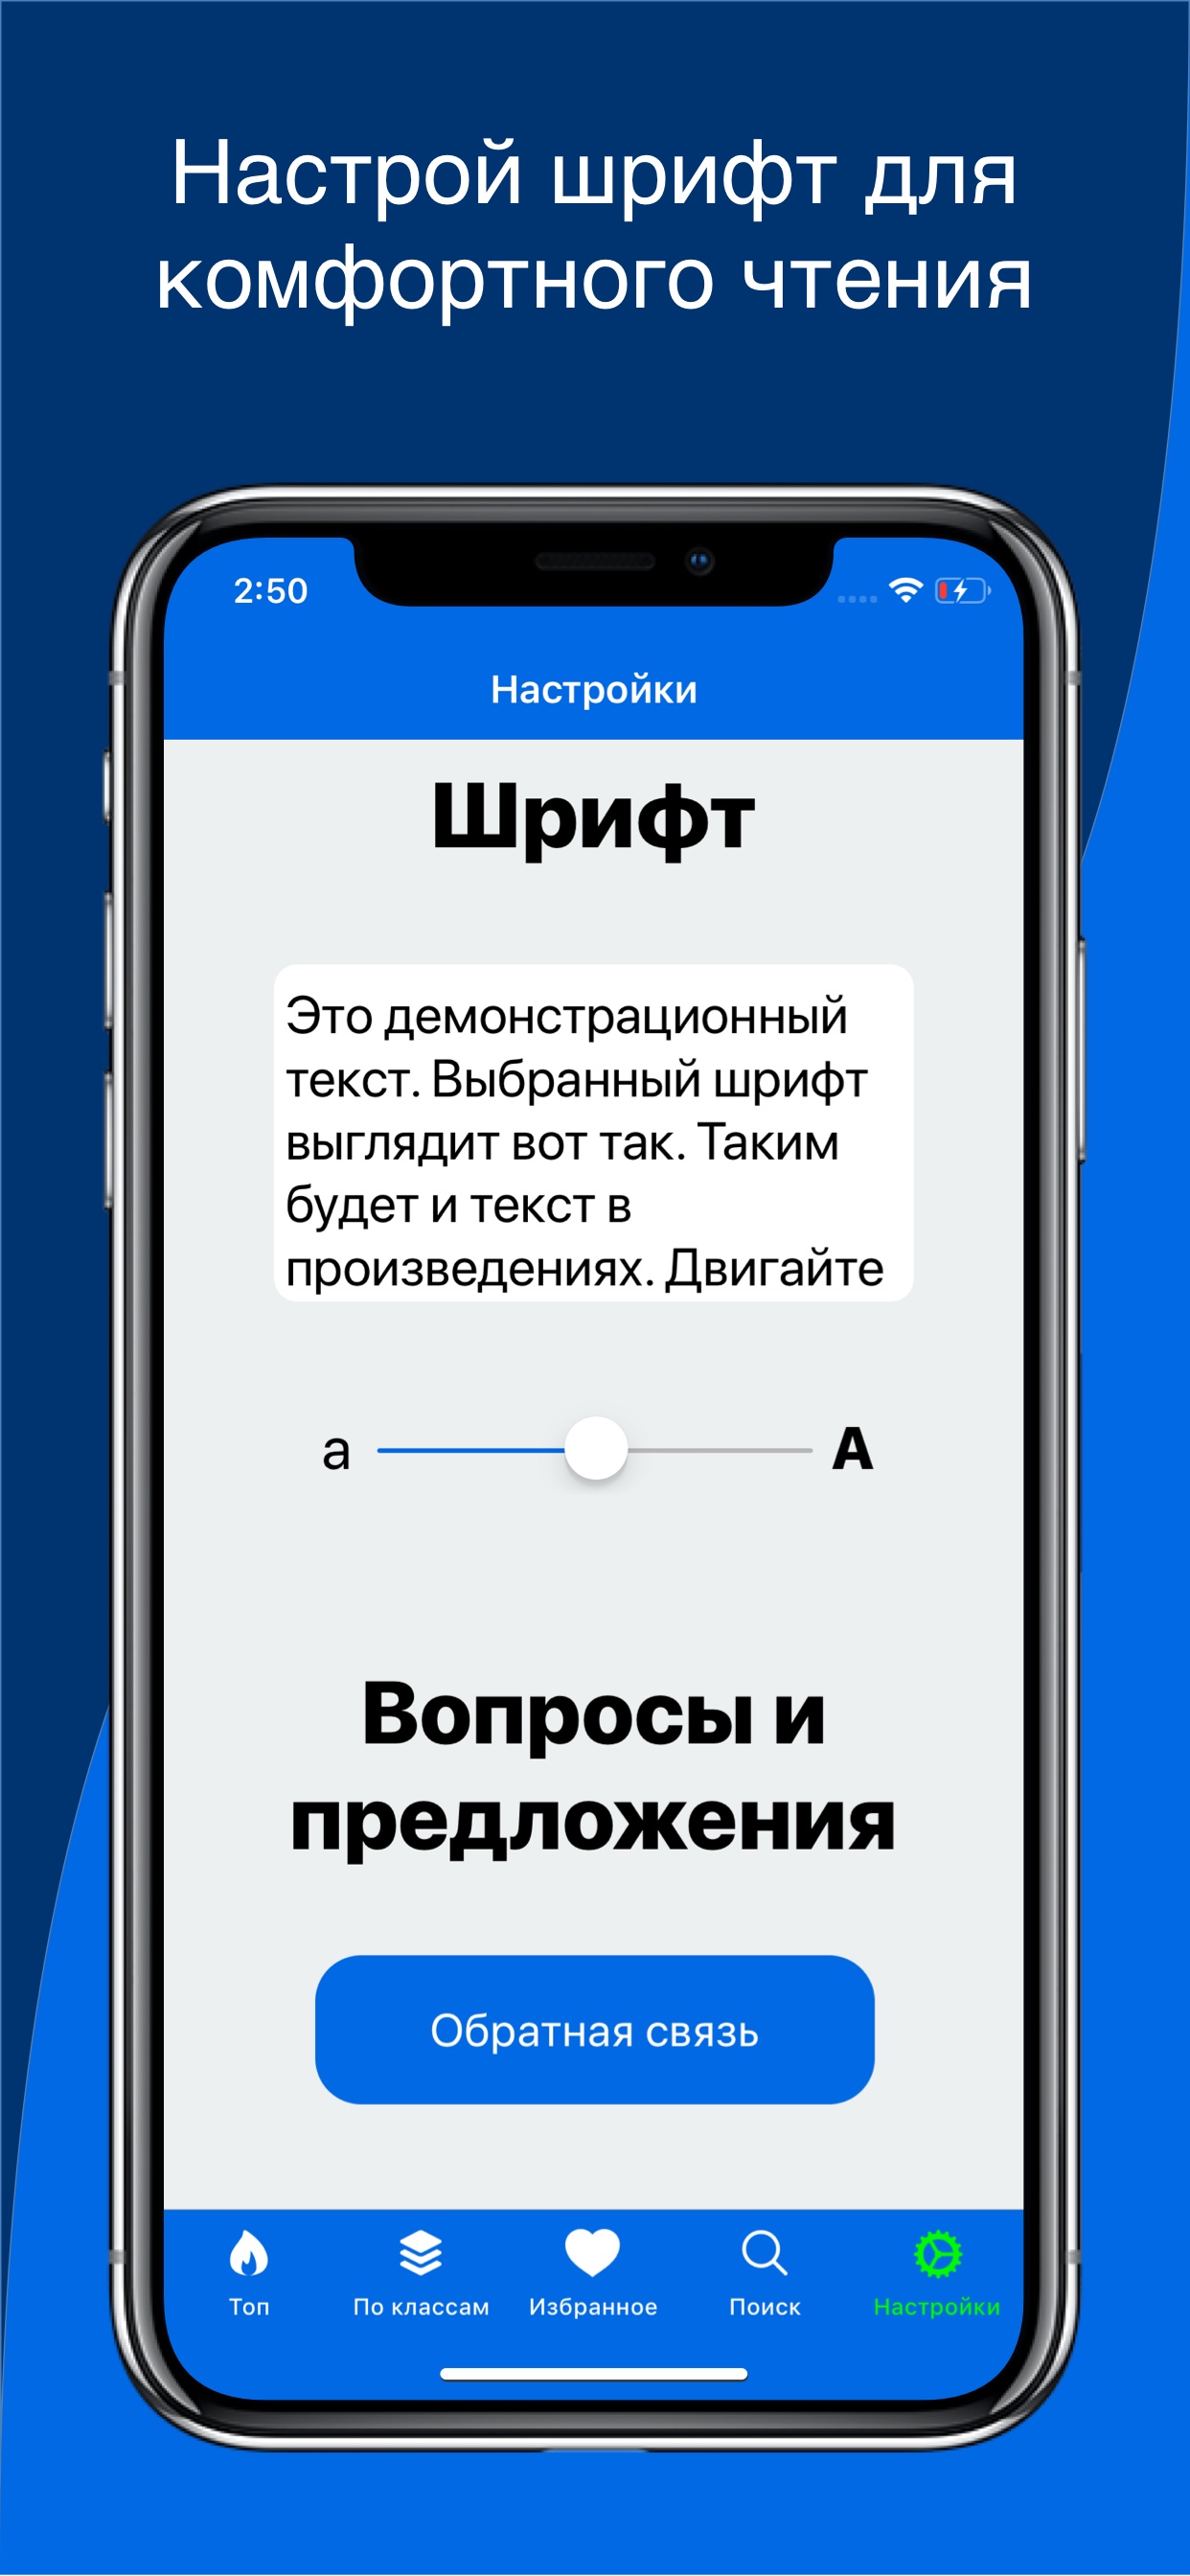 Настрой шрифт для
комфортного чтения
2:50
Настройки
Шрифт
Это демонстрационный
текст. Выбранный шрифт
выглядит вот так. Таким
будет и текст в
произведениях. Двигайте
а A
Вопросы и
предложения
Обратная связь
Топ По классам Избранное Поиск Настройки